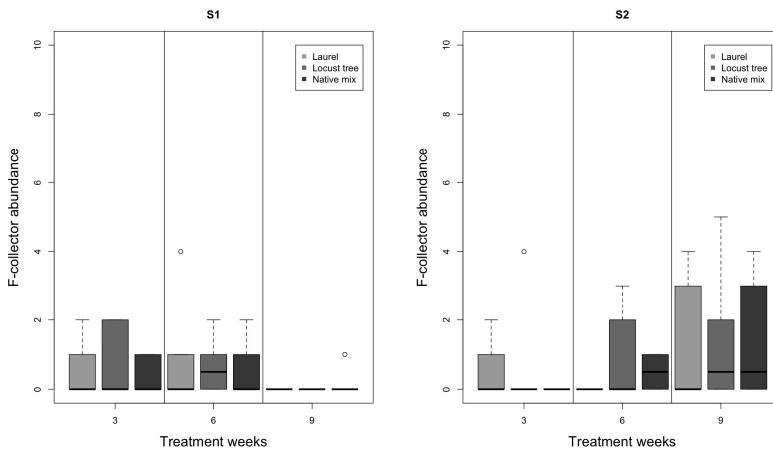 S1
F-collector abundance
10
8
6
4
2
0
Laurel
Locust tree
Native mix
3 6 9
Treatment weeks
S2
F-collector abundance
10
8
6
4
2
0
Laurel
Locust tree
Native mix
3 6 9
Treatment weeks